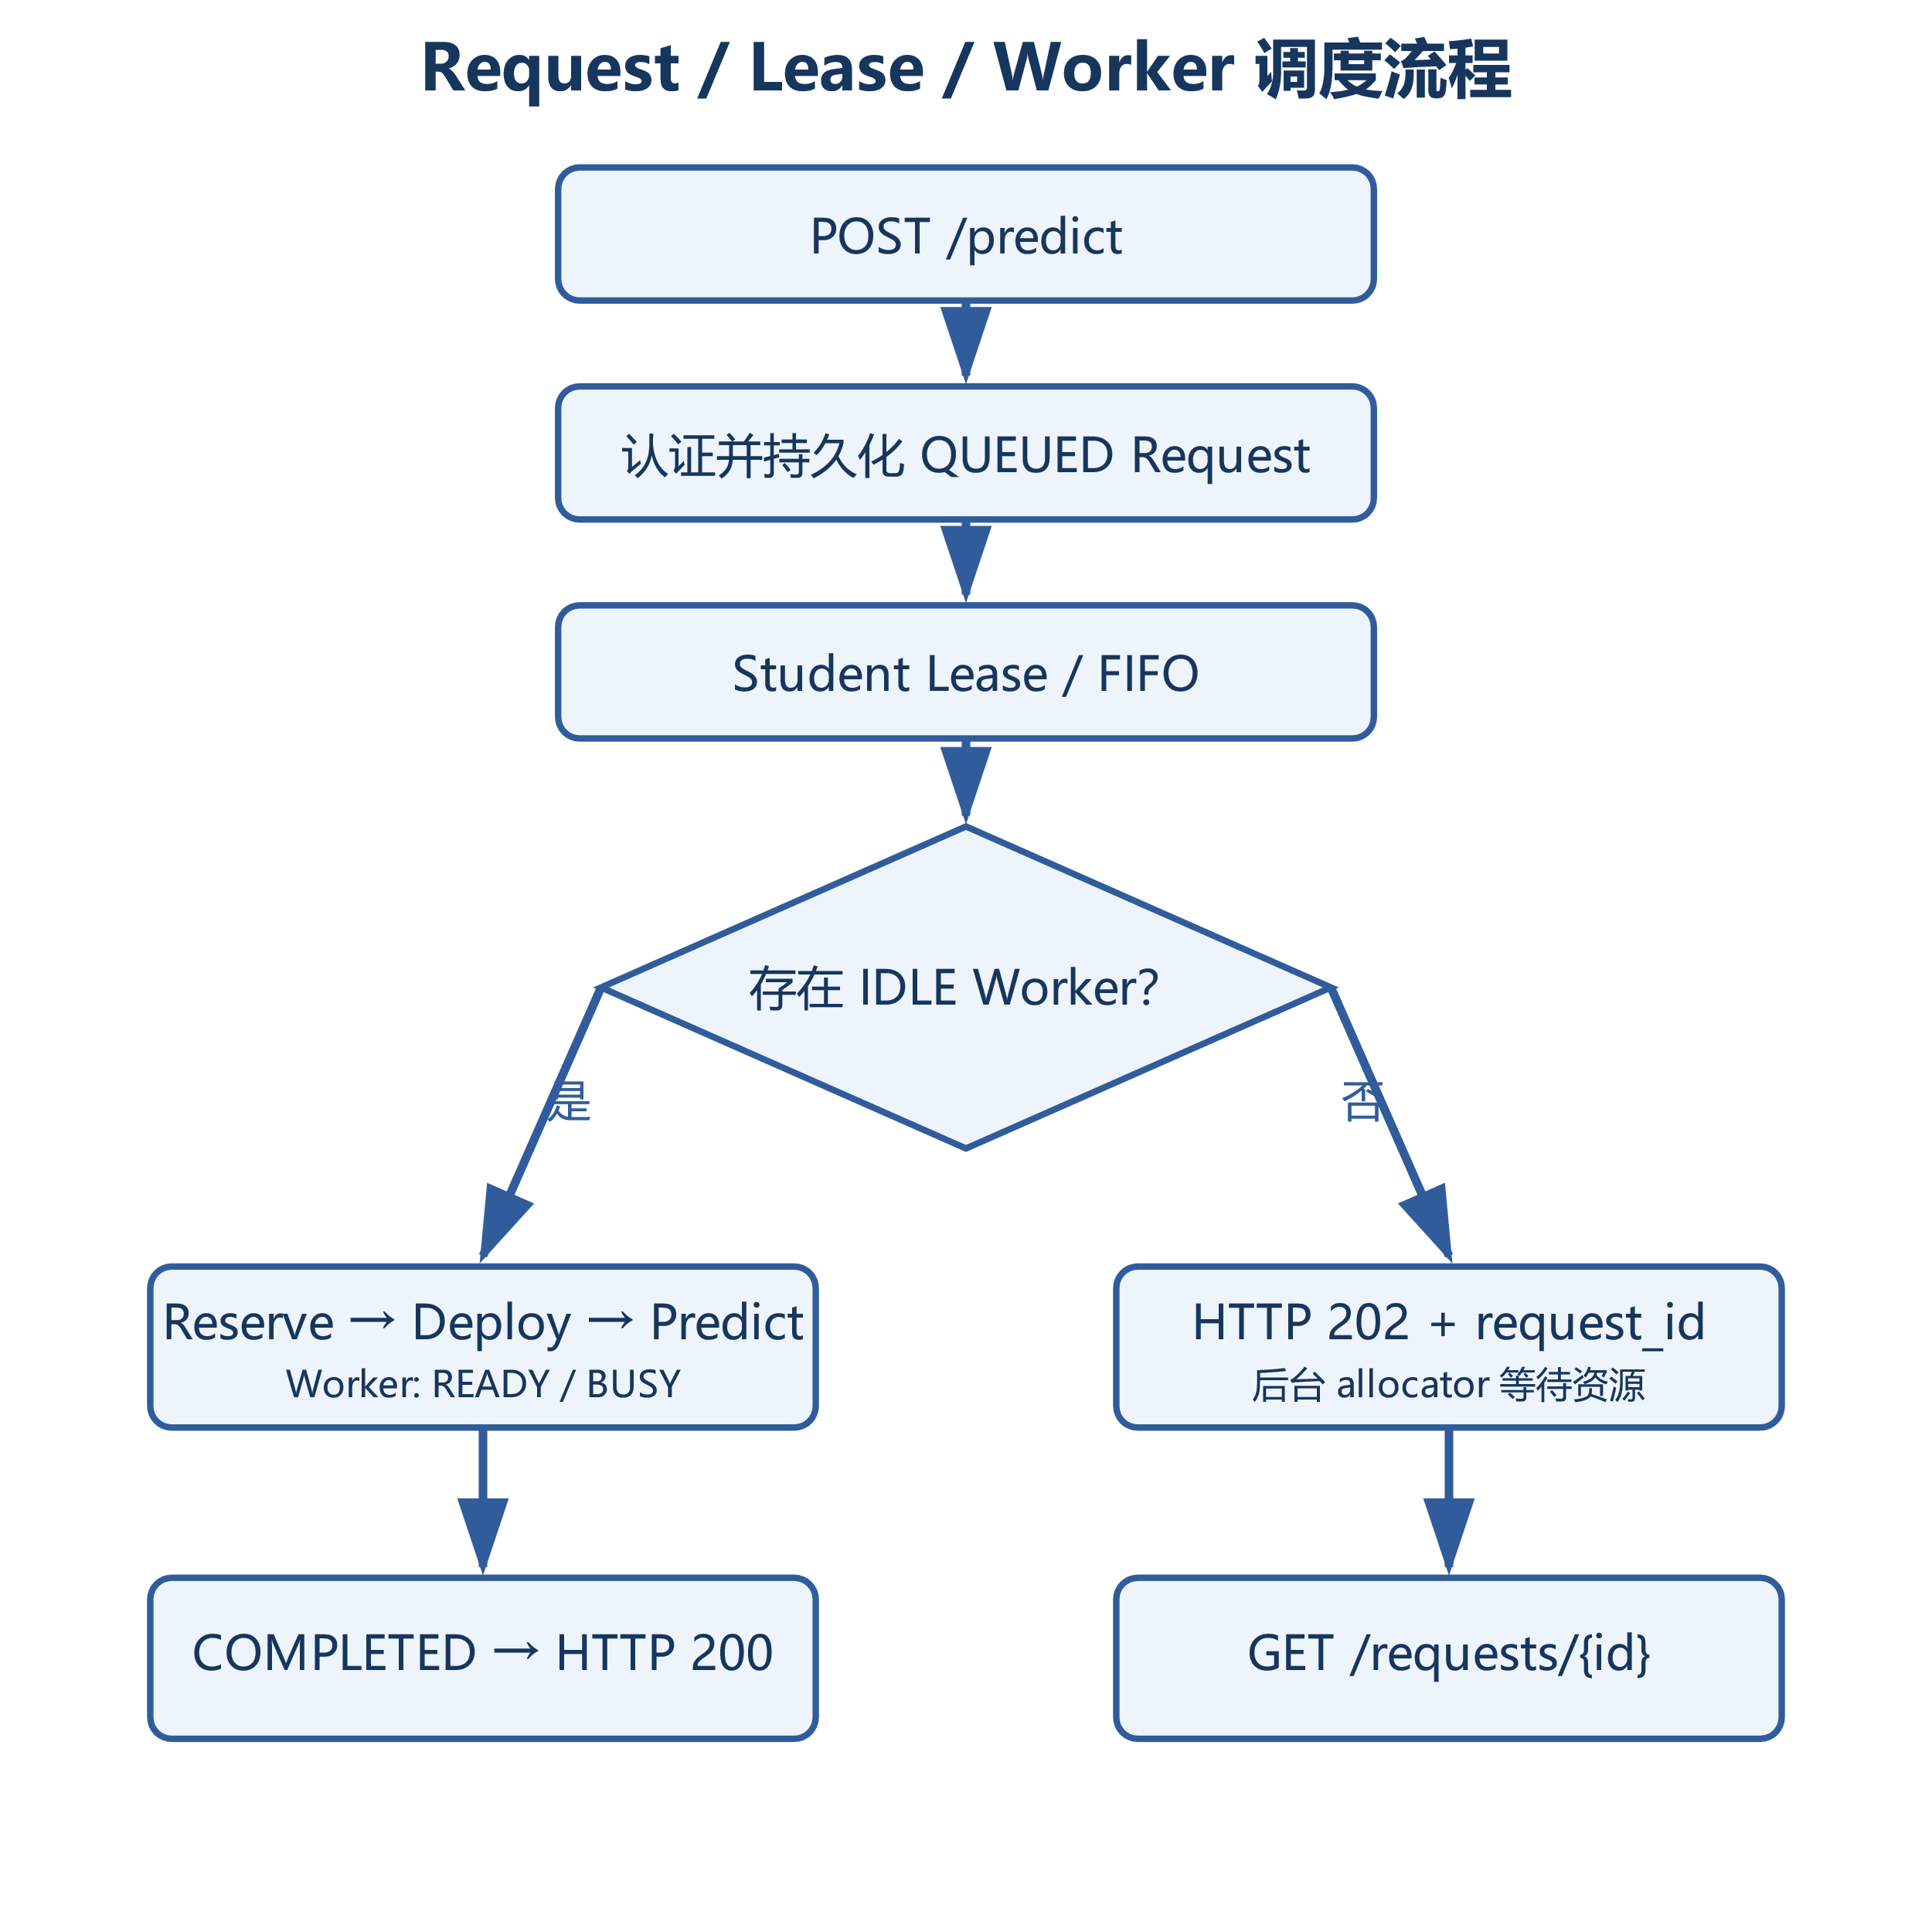 Request / Lease / Worker 调度流程
POST /predict
认证并持久化 QUEUED Request
Student Lease / FIFO
存在 IDLE Worker?
是
否
Reserve → Deploy → Predict
Worker: READY / BUSY
HTTP 202 + request_id
后台 allocator 等待资源
COMPLETED → HTTP 200
GET /requests/{id}